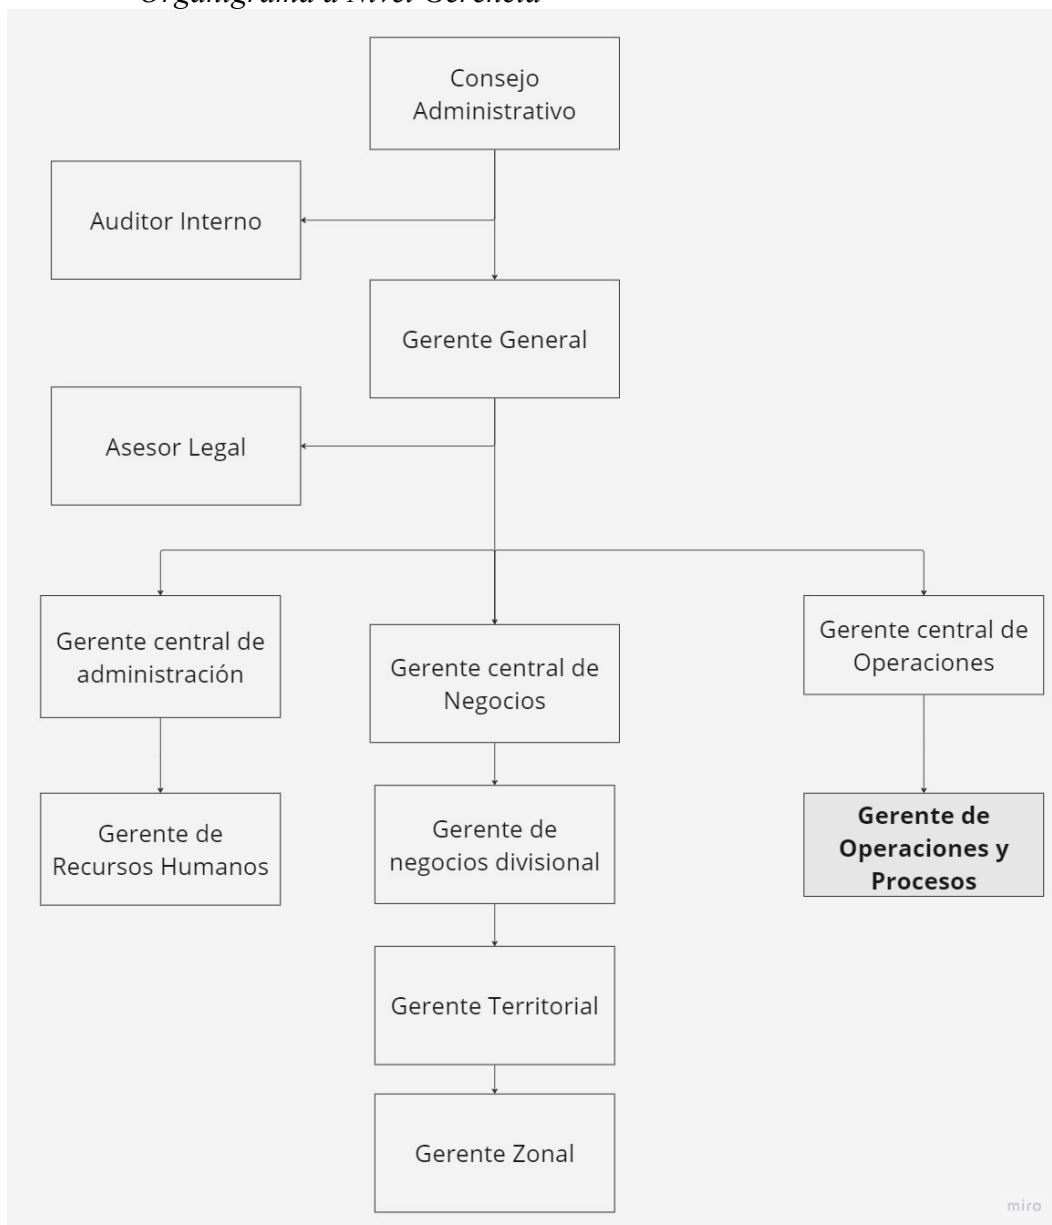 Organigrama a Nivel Gerencia
Consejo
Administrativo
Auditor Interno
Gerente General
Asesor Legal
Gerente central de
administración
Gerente central de
Negocios
Gerente central de
Operaciones
Gerente de
Recursos Humanos
Gerente de
negocios divisional
Gerente de
Operaciones y
Procesos
Gerente Territorial
Gerente Zonal
miro